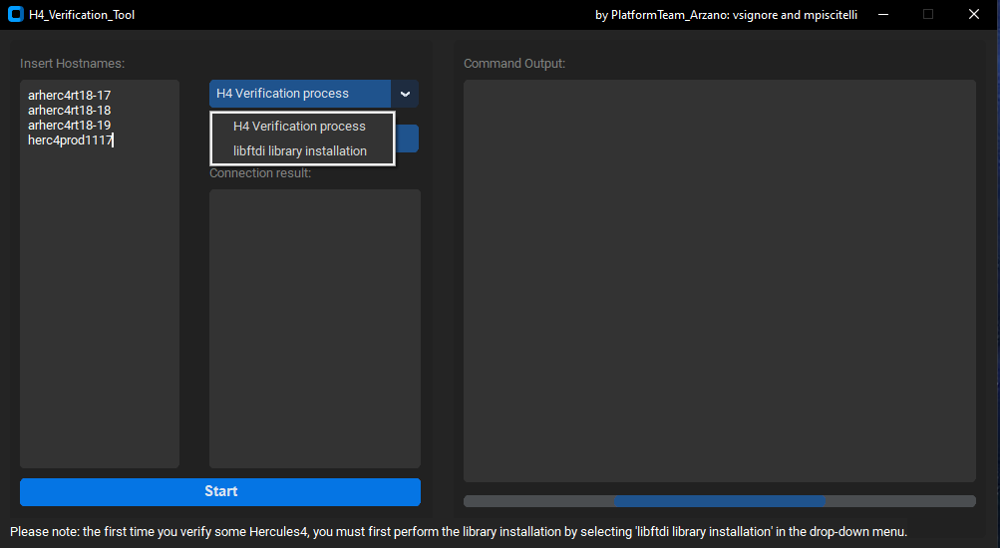 H4_Verification_Tool
by PlatformTeam_Arzano: vsignore and mpiscitelli
Insert Hostnames:
arherc4rt18-17
arherc4rt18-18
arherc4rt18-19
herc4prod1117
H4 Verification process
H4 Verification process
libftdi library installation
Connection result:
Command Output:
Start
Please note: the first time you verify some Hercules4, you must first perform the library installation by selecting 'libftdi library installation' in the drop-down menu.